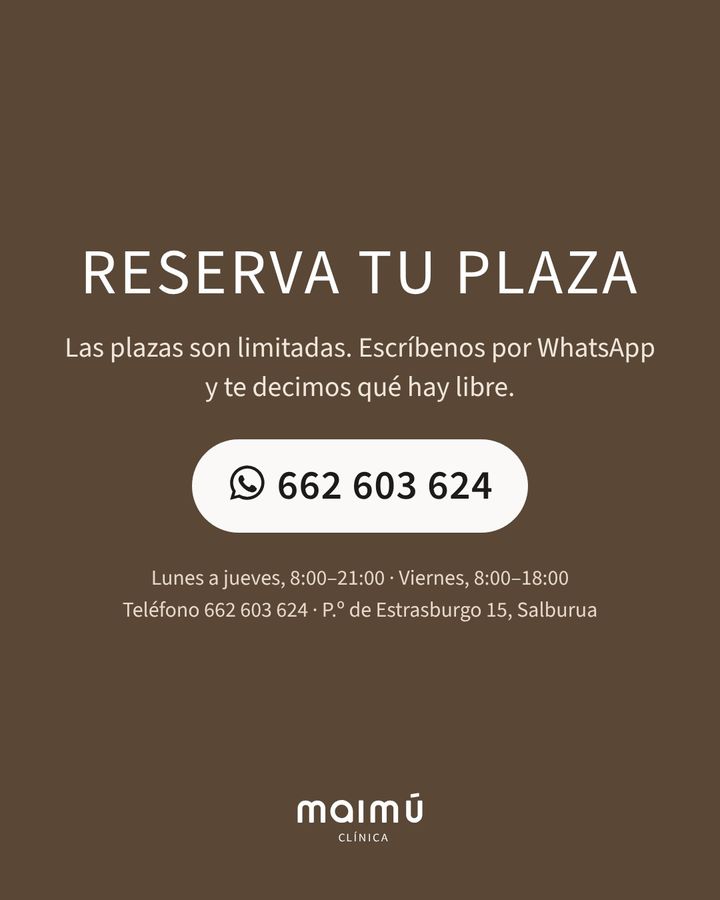 RESERVA TU PLAZA
Las plazas son limitadas. Escríbenos por WhatsApp
y te decimos qué hay libre.
662 603 624
Lunes a jueves, 8:00–21:00 · Viernes, 8:00–18:00
Teléfono 662 603 624 · P.º de Estrasburgo 15, Salburua
maimú
CLÍNICA